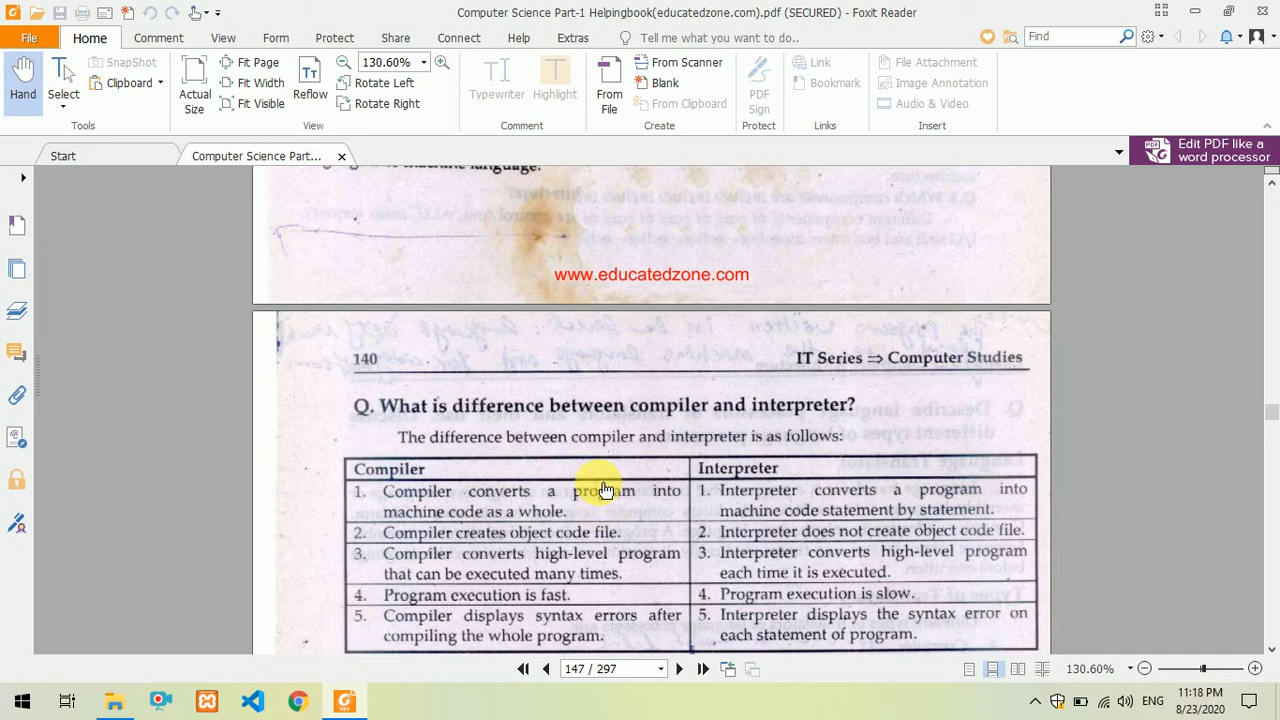 Computer Science Part-1 Helpingbook(educatedzone.com).pdf (SECURED) - Foxit Reader
File Home Comment View Form Protect Share Connect Help Extras Tell me what you want to do.. Find
Hand
Select
SnapShot
Clipboard
Actual Size
Fit Page
Fit Width
Fit Visible
Reflow
130.60%
Rotate Left
Rotate Right
Typewriter
Highlight
From File
From Scanner
Blank
From Clipboard
PDF Sign
Link
Bookmark
File Attachment
Image Annotation
Audio & Video
Tools View Comment Create Protect Links Insert
Start Computer Science Part... Edit PDF like a word processor
machine language.
www.educatedzone.com
140 IT Series ⇒ Computer Studies
Q. What is difference between compiler and interpreter?
The difference between compiler and interpreter is as follows:
Compiler Interpreter
1. Compiler converts a program into machine code as a whole.
1. Interpreter converts a program into machine code statement by statement.
2. Compiler creates object code file.
2. Interpreter does not create object code file.
3. Compiler converts high-level program that can be executed many times.
3. Interpreter converts high-level program each time it is executed.
4. Program execution is fast.
4. Program execution is slow.
5. Compiler displays syntax errors after compiling the whole program.
5. Interpreter displays the syntax error on each statement of program.
147 / 297
130.60%
ENG
11:18 PM
8/23/2020